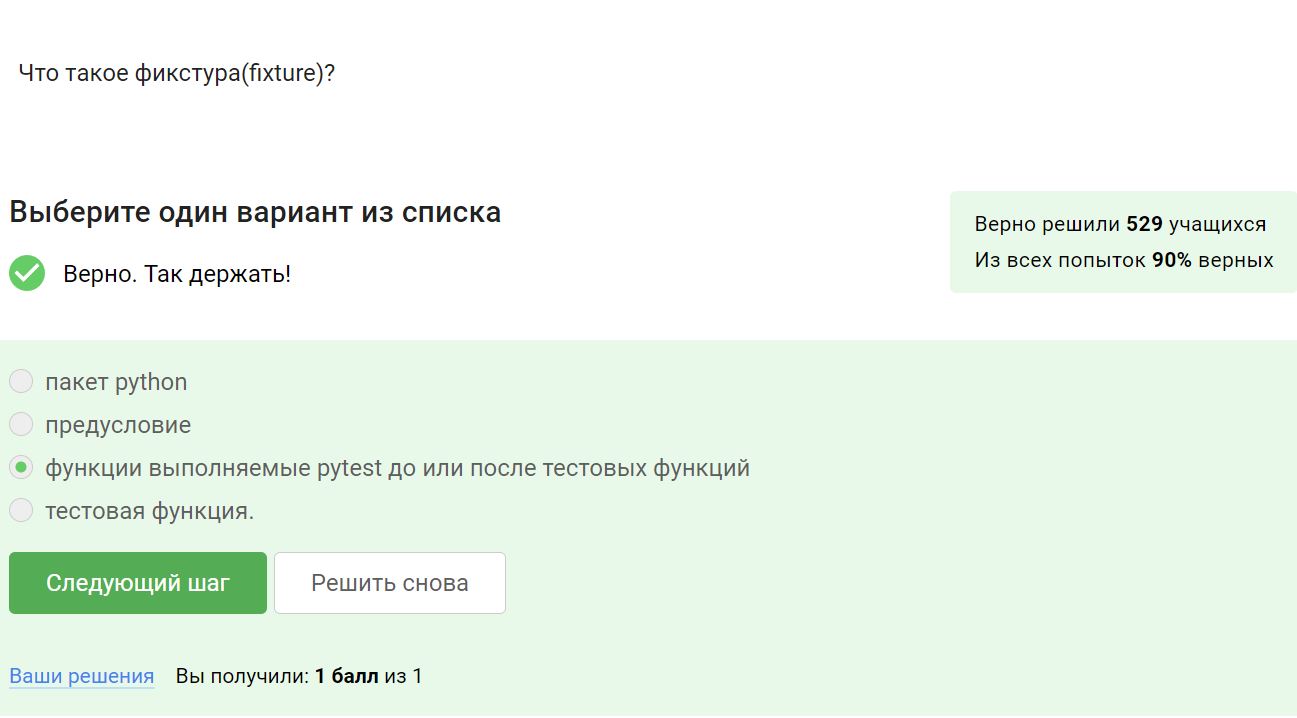 Что такое фикстура(fixture)?
Выберите один вариант из списка
Верно решили 529 учащихся
Из всех попыток 90% верных
Верно. Так держать!
пакет python
предусловие
функции выполняемые pytest до или после тестовых функций
тестовая функция.
Следующий шаг
Решить снова
Ваши решения Вы получили: 1 балл из 1